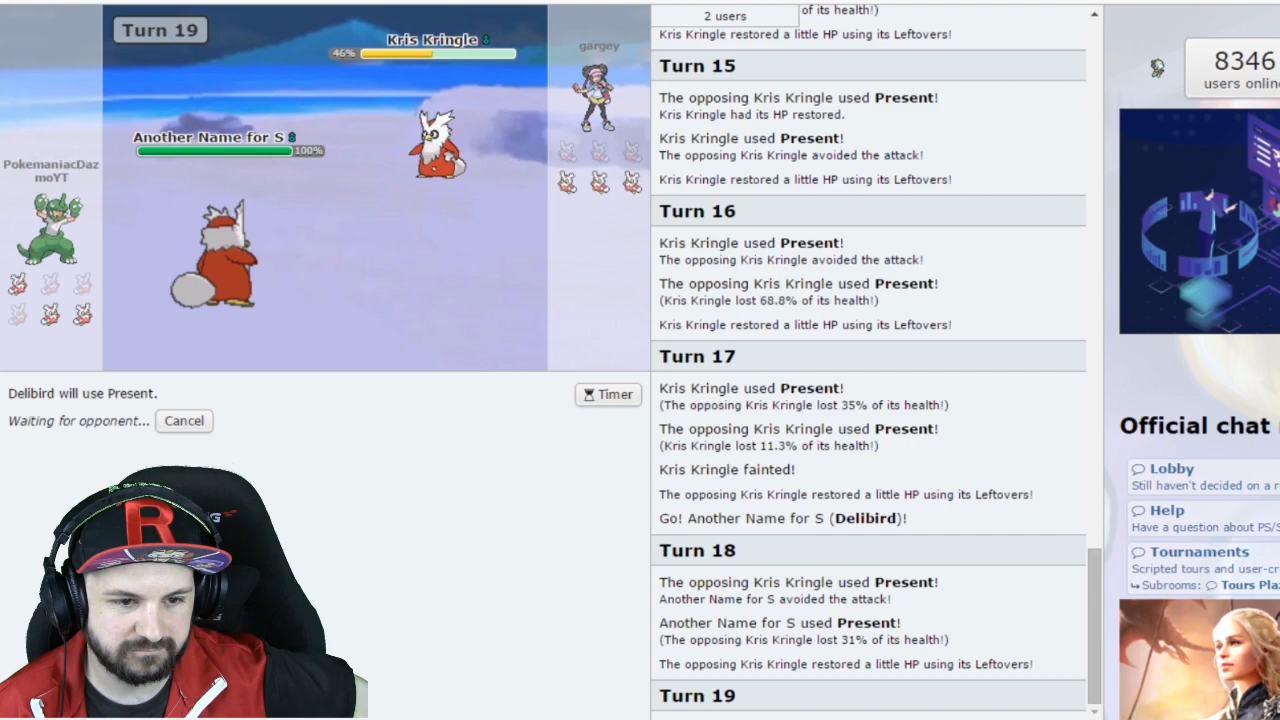 Turn 19
Kris Kringle
46%
Another Name for S
100%
PokemaniacDaz
moYT
gargey
Delibird will use Present.
Timer
Waiting for opponent...
Cancel
R
2 users
of its health!)
Kris Kringle restored a little HP using its Leftovers!
Turn 15
The opposing Kris Kringle used Present!
Kris Kringle had its HP restored.
Kris Kringle used Present!
The opposing Kris Kringle avoided the attack!
Kris Kringle restored a little HP using its Leftovers!
Turn 16
Kris Kringle used Present!
The opposing Kris Kringle avoided the attack!
The opposing Kris Kringle used Present!
(Kris Kringle lost 68.8% of its health!)
Kris Kringle restored a little HP using its Leftovers!
Turn 17
Kris Kringle used Present!
(The opposing Kris Kringle lost 35% of its health!)
The opposing Kris Kringle used Present!
(Kris Kringle lost 11.3% of its health!)
Kris Kringle fainted!
The opposing Kris Kringle restored a little HP using its Leftovers!
Go! Another Name for S (Delibird)!
Turn 18
The opposing Kris Kringle used Present!
Another Name for S avoided the attack!
Another Name for S used Present!
(The opposing Kris Kringle lost 31% of its health!)
The opposing Kris Kringle restored a little HP using its Leftovers!
Turn 19
8346
users onlin
Official chat
Lobby
Still haven't decided on a r
Help
Have a question about PS/S
Tournaments
Scripted tours and user-cr
Subrooms: Tours Pla